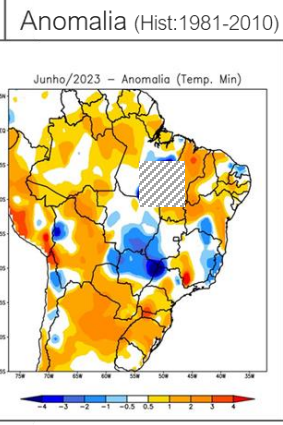 Anomalia (Hist:1981-2010)
Junho/2023 – Anomalia (Temp. Min)
75W 70W 65W 60W 55W 50W 45W 40W 35W
-4 -3 -2 -1 -0.5 0.5 1 2 3 4